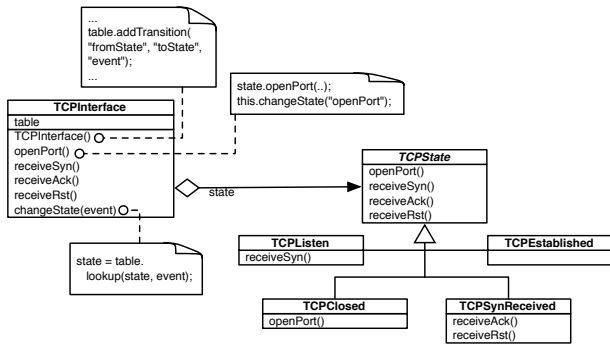 ...
table.addTransition(
"fromState", "toState",
"event");
...
state.openPort(..);
this.changeState("openPort");
TCPInterface
table
TCPInterface()
openPort()
receiveSyn()
receiveAck()
receiveRst()
changeState(event)
state
TCPState
openPort()
receiveSyn()
receiveAck()
receiveRst()
state = table.
lookup(state, event);
TCPListen
receiveSyn()
TCPEstablished
TCPClosed
openPort()
TCPSynReceived
receiveAck()
receiveRst()